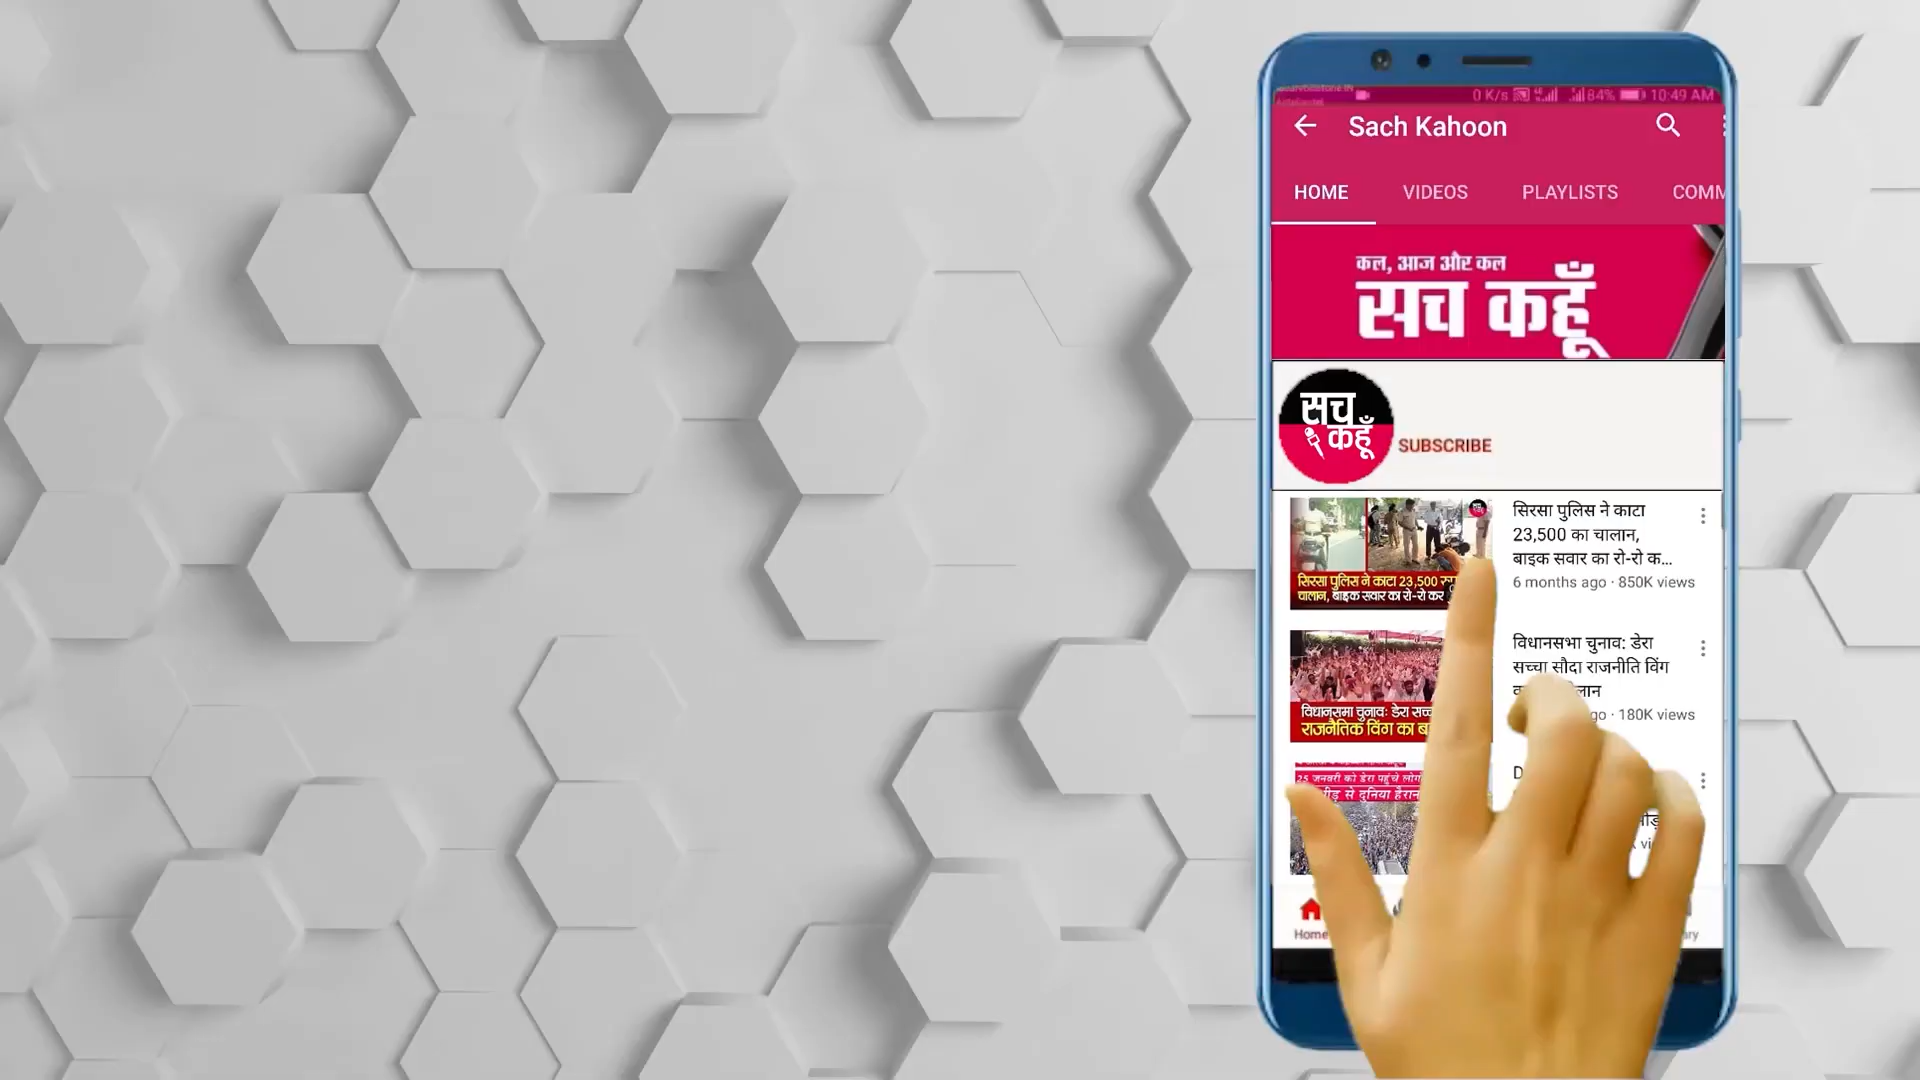 0 K/s 84% 10:49 AM
Sach Kahoon
HOME VIDEOS PLAYLISTS COMM
कल, आज और कल
सच कहूँ
सच
कहूँ
SUBSCRIBE
सिरसा पुलिस ने काटा 23,500
चालान, बाइक सवार का रो-रो कर
सिरसा पुलिस ने काटा
23,500 का चालान,
बाइक सवार का रो-रो क...
6 months ago · 850K views
विधानसभा चुनाव: डेरा
राजनैतिक विंग का
विधानसभा चुनाव: डेरा
सच्चा सौदा राजनीति विंग
180K views
25 जनवरी को डेरा पहुंचे
से दुनिया हैरान
Home